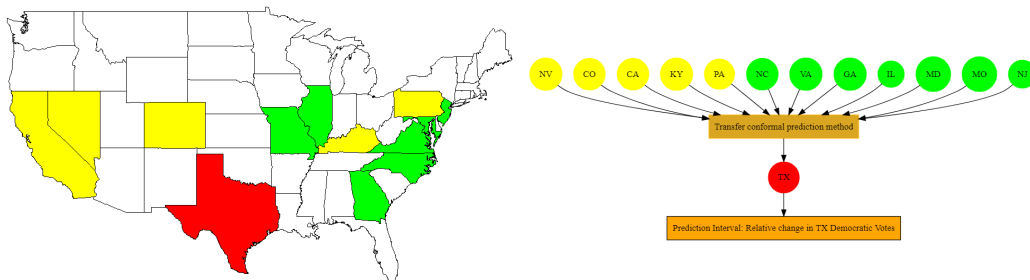 NV CO CA KY PA NC VA GA IL MD MO NJ
Transfer conformal prediction method
TX
Prediction Interval: Relative change in TX Democratic Votes